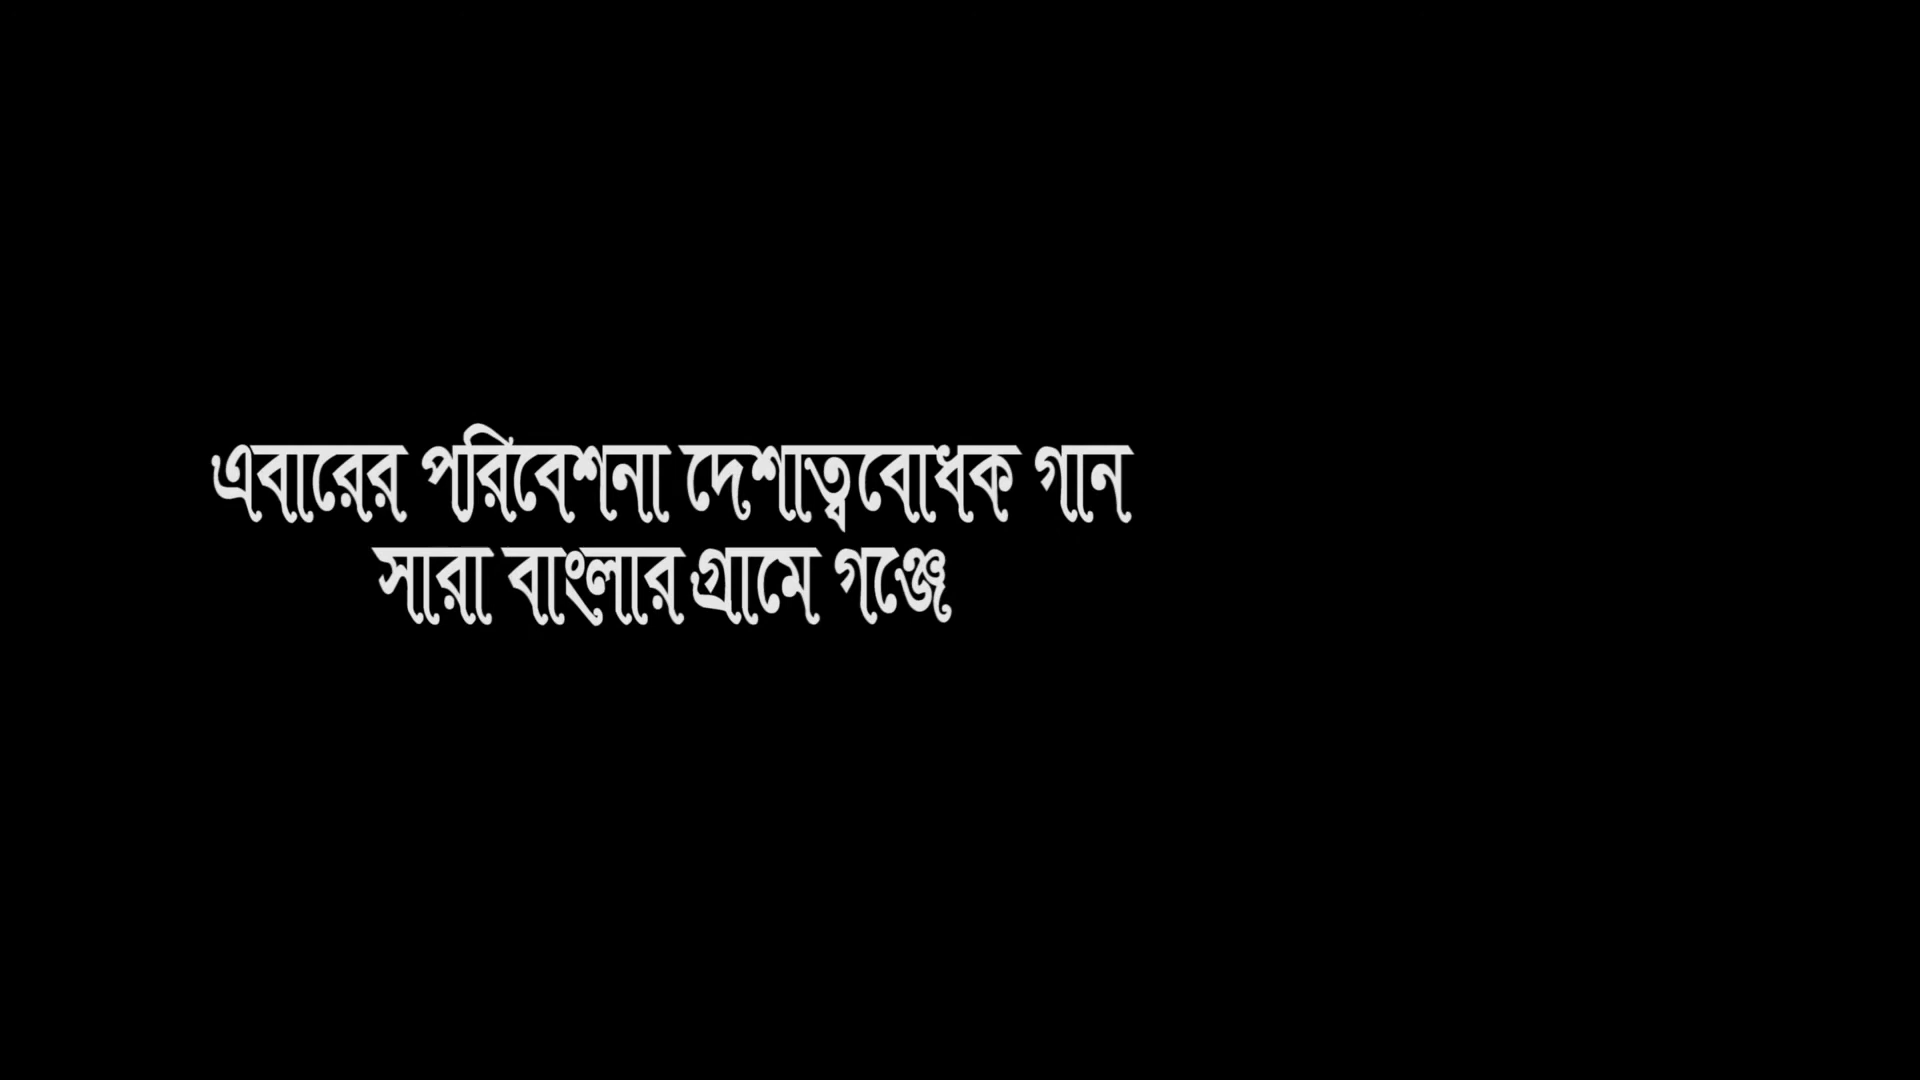 এবারের পরিবেশনা দেশাত্ববোধক গান
সারা বাংলার গ্রামে গঞ্জে